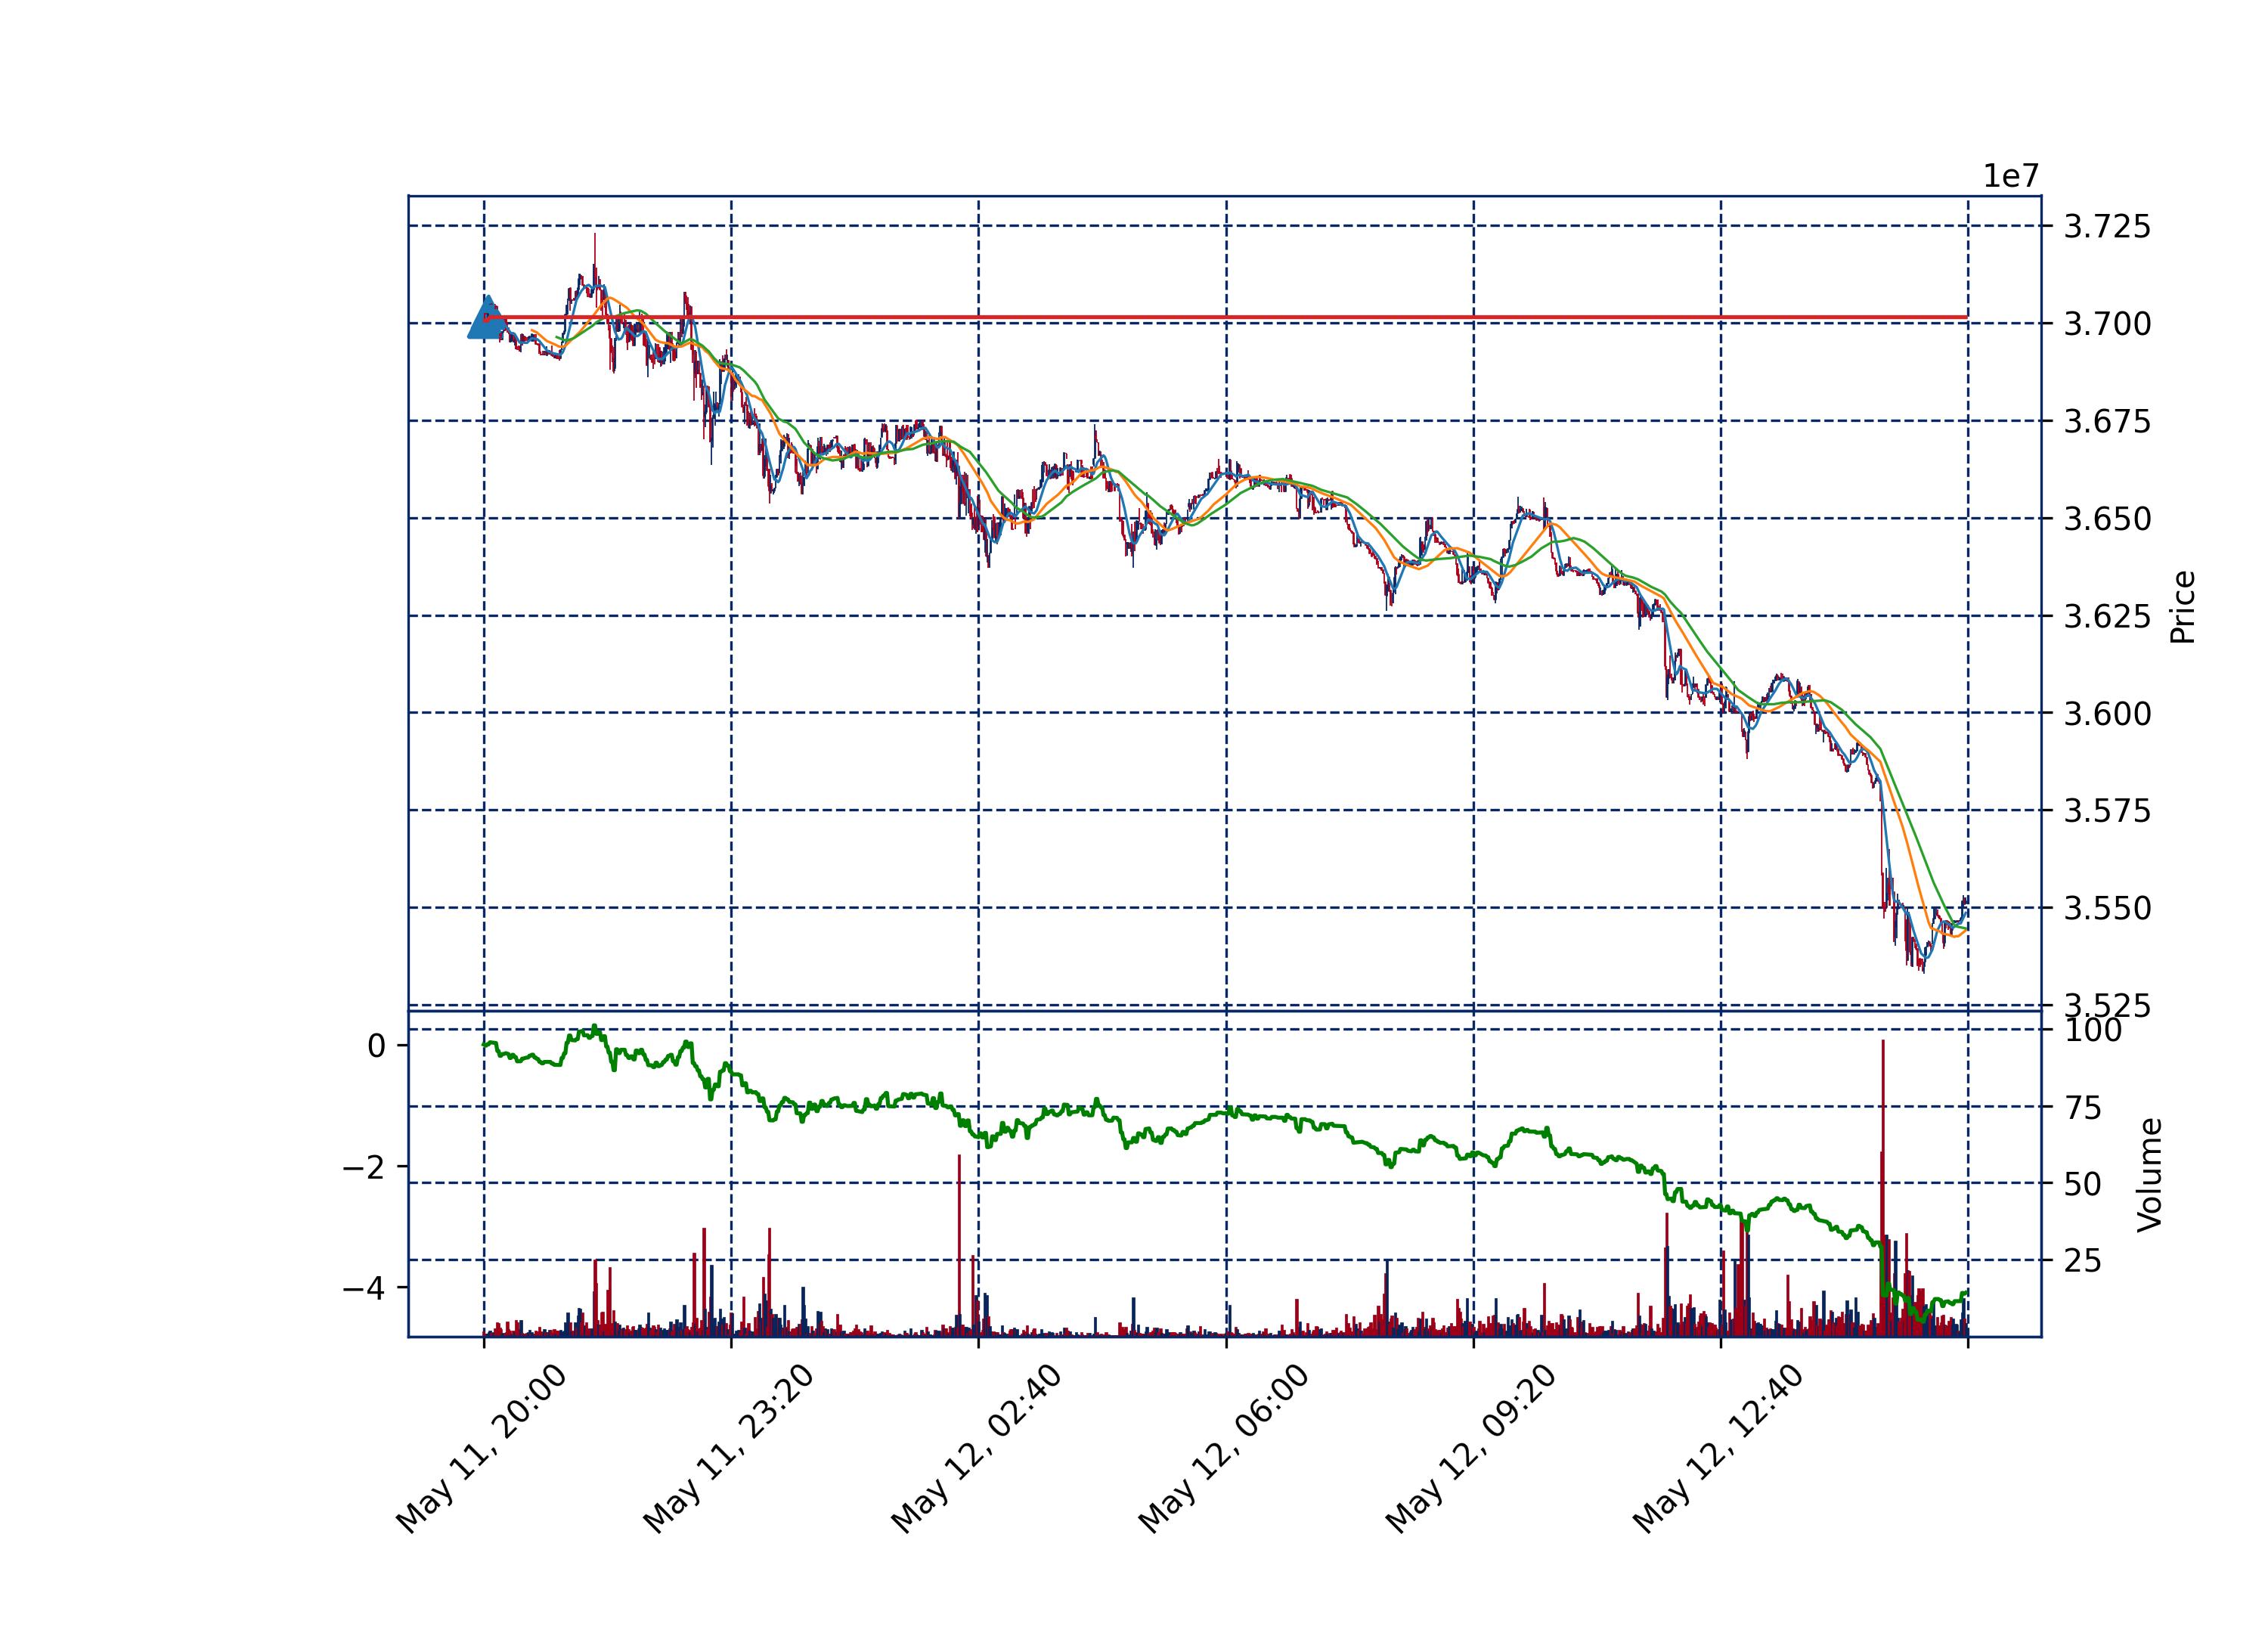 1e7
3.725
3.700
3.675
3.650
3.625
3.600
3.575
3.550
3.525
Price
100
75
50
25
Volume
0
−2
−4
May 11, 20:00
May 11, 23:20
May 12, 02:40
May 12, 06:00
May 12, 09:20
May 12, 12:40